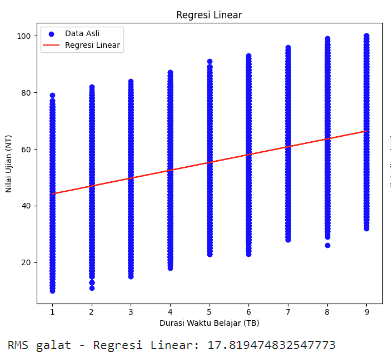 Regresi Linear
Data Asli
Regresi Linear
Nilai Ujian (NT)
100
80
60
40
20
1 2 3 4 5 6 7 8 9
Durasi Waktu Belajar (TB)
RMS galat - Regresi Linear: 17.819474832547773